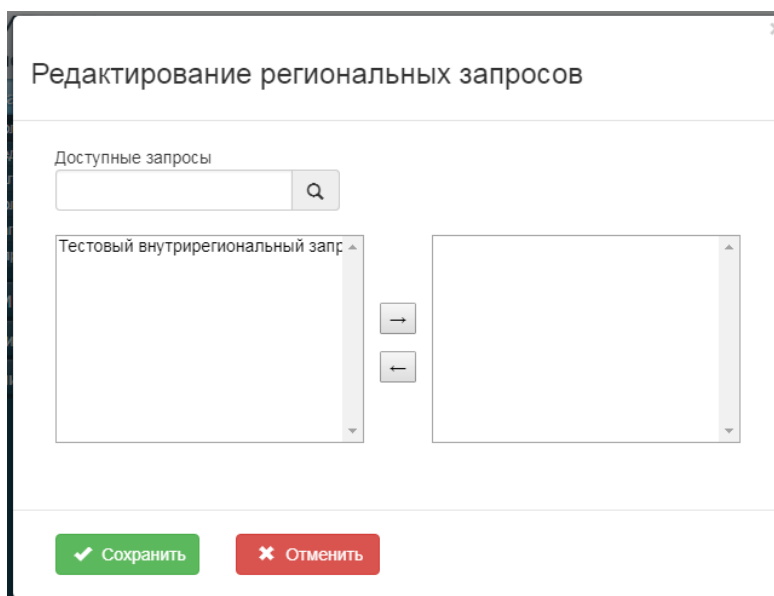 Редактирование региональных запросов
Доступные запросы
Тестовый внутрирегиональный запр
→
←
Сохранить
Отменить